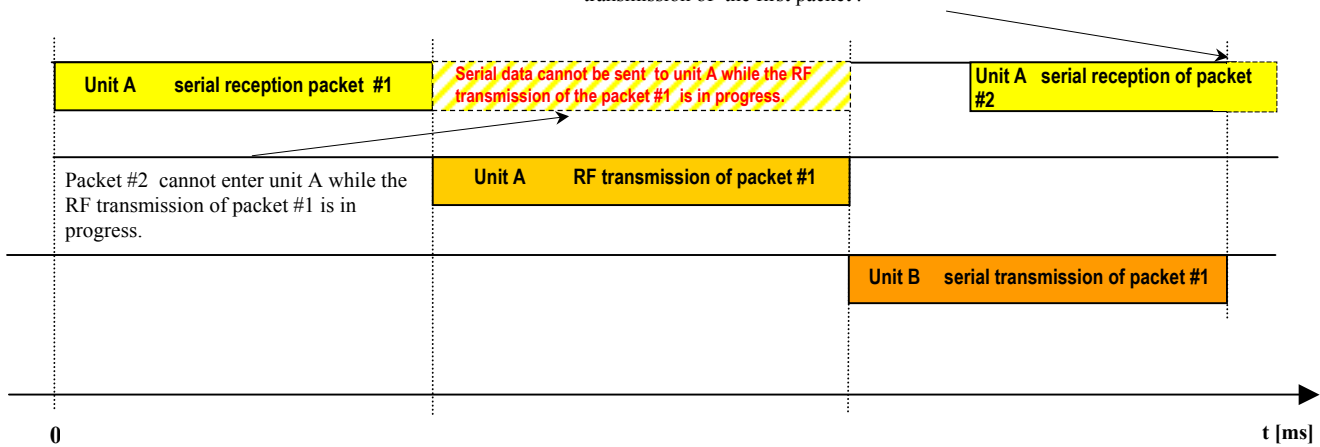 transmission of the first packet .
Unit A serial reception packet #1
Serial data cannot be sent to unit A while the RF
transmission of the packet #1 is in progress.
Unit A serial reception of packet
#2
Packet #2 cannot enter unit A while the
RF transmission of packet #1 is in
progress.
Unit A RF transmission of packet #1
Unit B serial transmission of packet #1
0
t [ms]